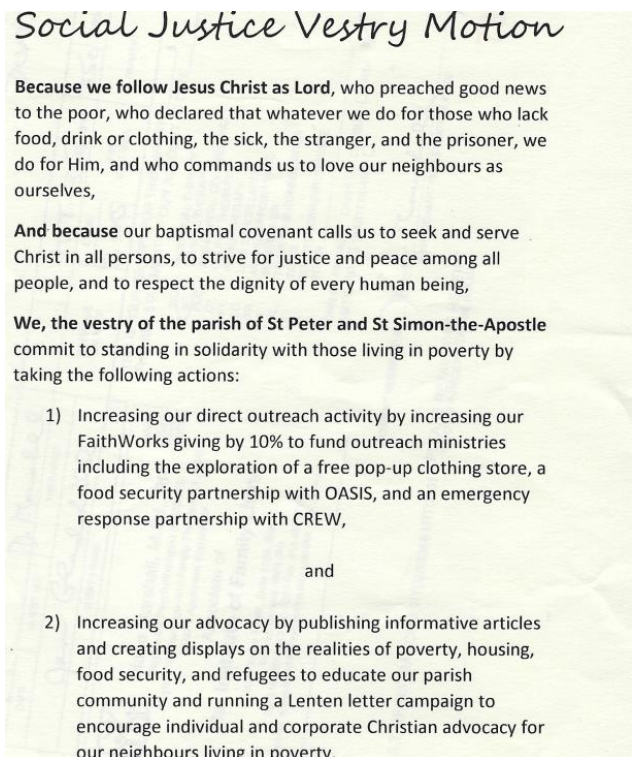 Social Justice Vestry Motion
Because we follow Jesus Christ as Lord, who preached good news
to the poor, who declared that whatever we do for those who lack
food, drink or clothing, the sick, the stranger, and the prisoner, we
do for Him, and who commands us to love our neighbours as
ourselves,
And because our baptismal covenant calls us to seek and serve
Christ in all persons, to strive for justice and peace among all
people, and to respect the dignity of every human being,
We, the vestry of the parish of St Peter and St Simon-the-Apostle
commit to standing in solidarity with those living in poverty by
taking the following actions:
1) Increasing our direct outreach activity by increasing our
FaithWorks giving by 10% to fund outreach ministries
including the exploration of a free pop-up clothing store, a
food security partnership with OASIS, and an emergency
response partnership with CREW,
and
2) Increasing our advocacy by publishing informative articles
and creating displays on the realities of poverty, housing,
food security, and refugees to educate our parish
community and running a Lenten letter campaign to
encourage individual and corporate Christian advocacy for
our neighbours living in poverty.